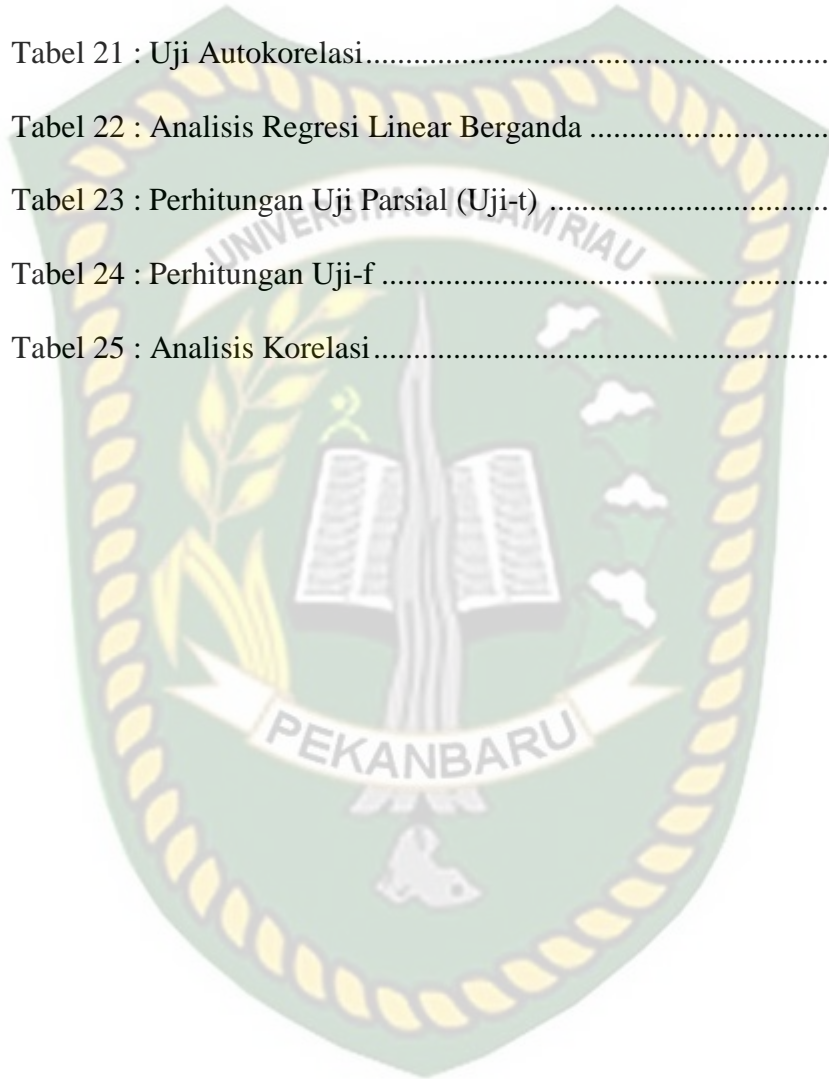 Tabel 21 : Uji Autokorelasi....................................................................
Tabel 22 : Analisis Regresi Linear Berganda ...................................
Tabel 23 : Perhitungan Uji Parsial (Uji-t) .........................................
UNIVERSITAS ISLAM RIAU
Tabel 24 : Perhitungan Uji-f .................................................................
Tabel 25 : Analisis Korelasi...................................................................
PEKANBARU